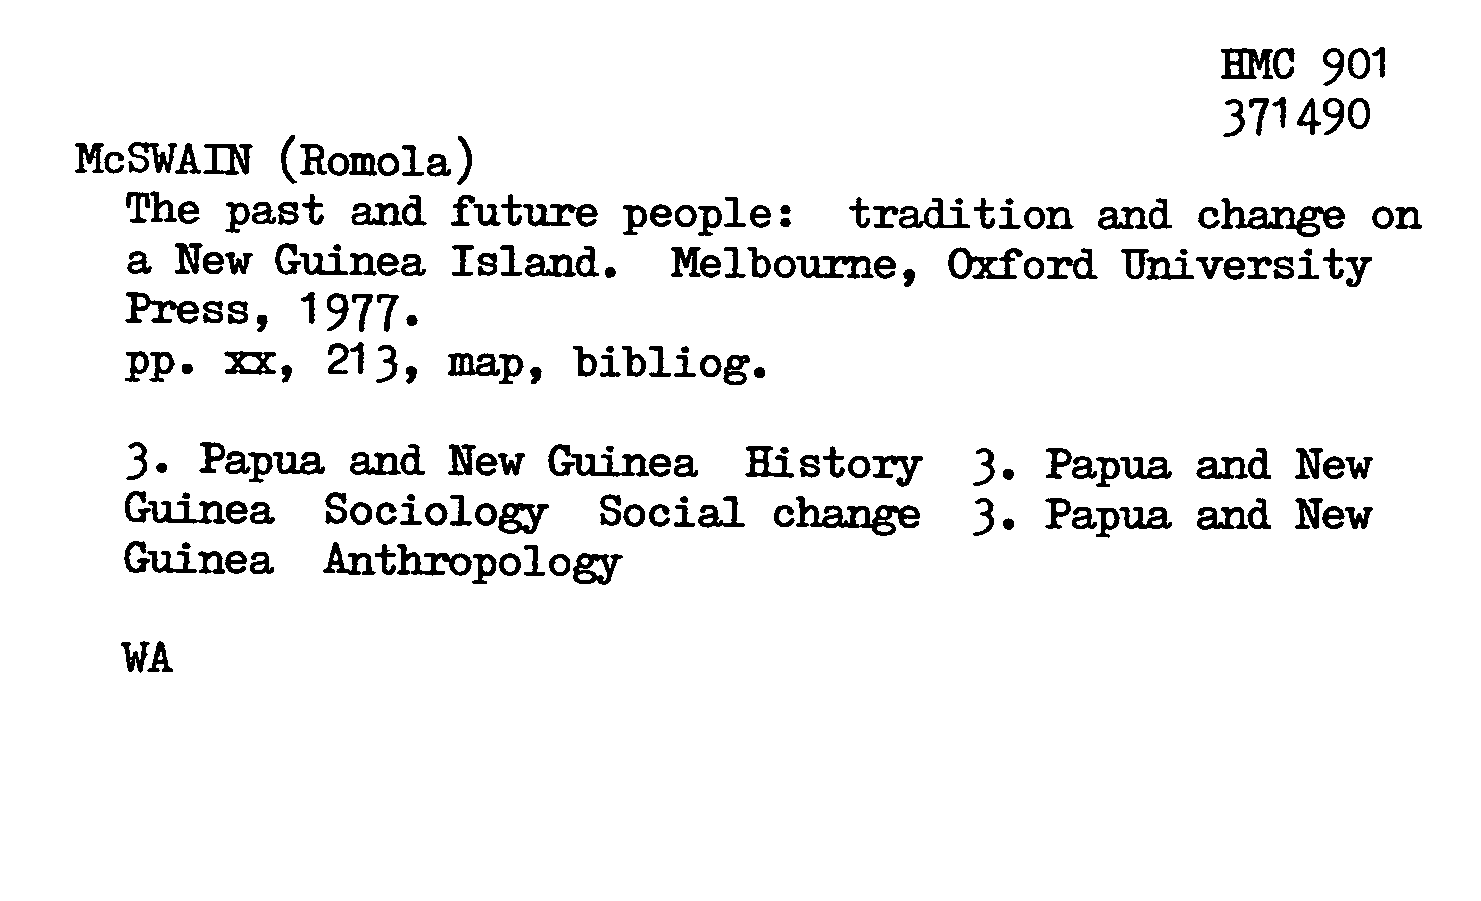 HMC 901
371490
McSWAIN (Romola)
The past and future people: tradition and change on
a New Guinea Island. Melbourne, Oxford University
Press, 1977.
pp. xx, 213, map, bibliog.
3. Papua and New Guinea History 3. Papua and New
Guinea Sociology Social change 3. Papua and New
Guinea Anthropology
WA